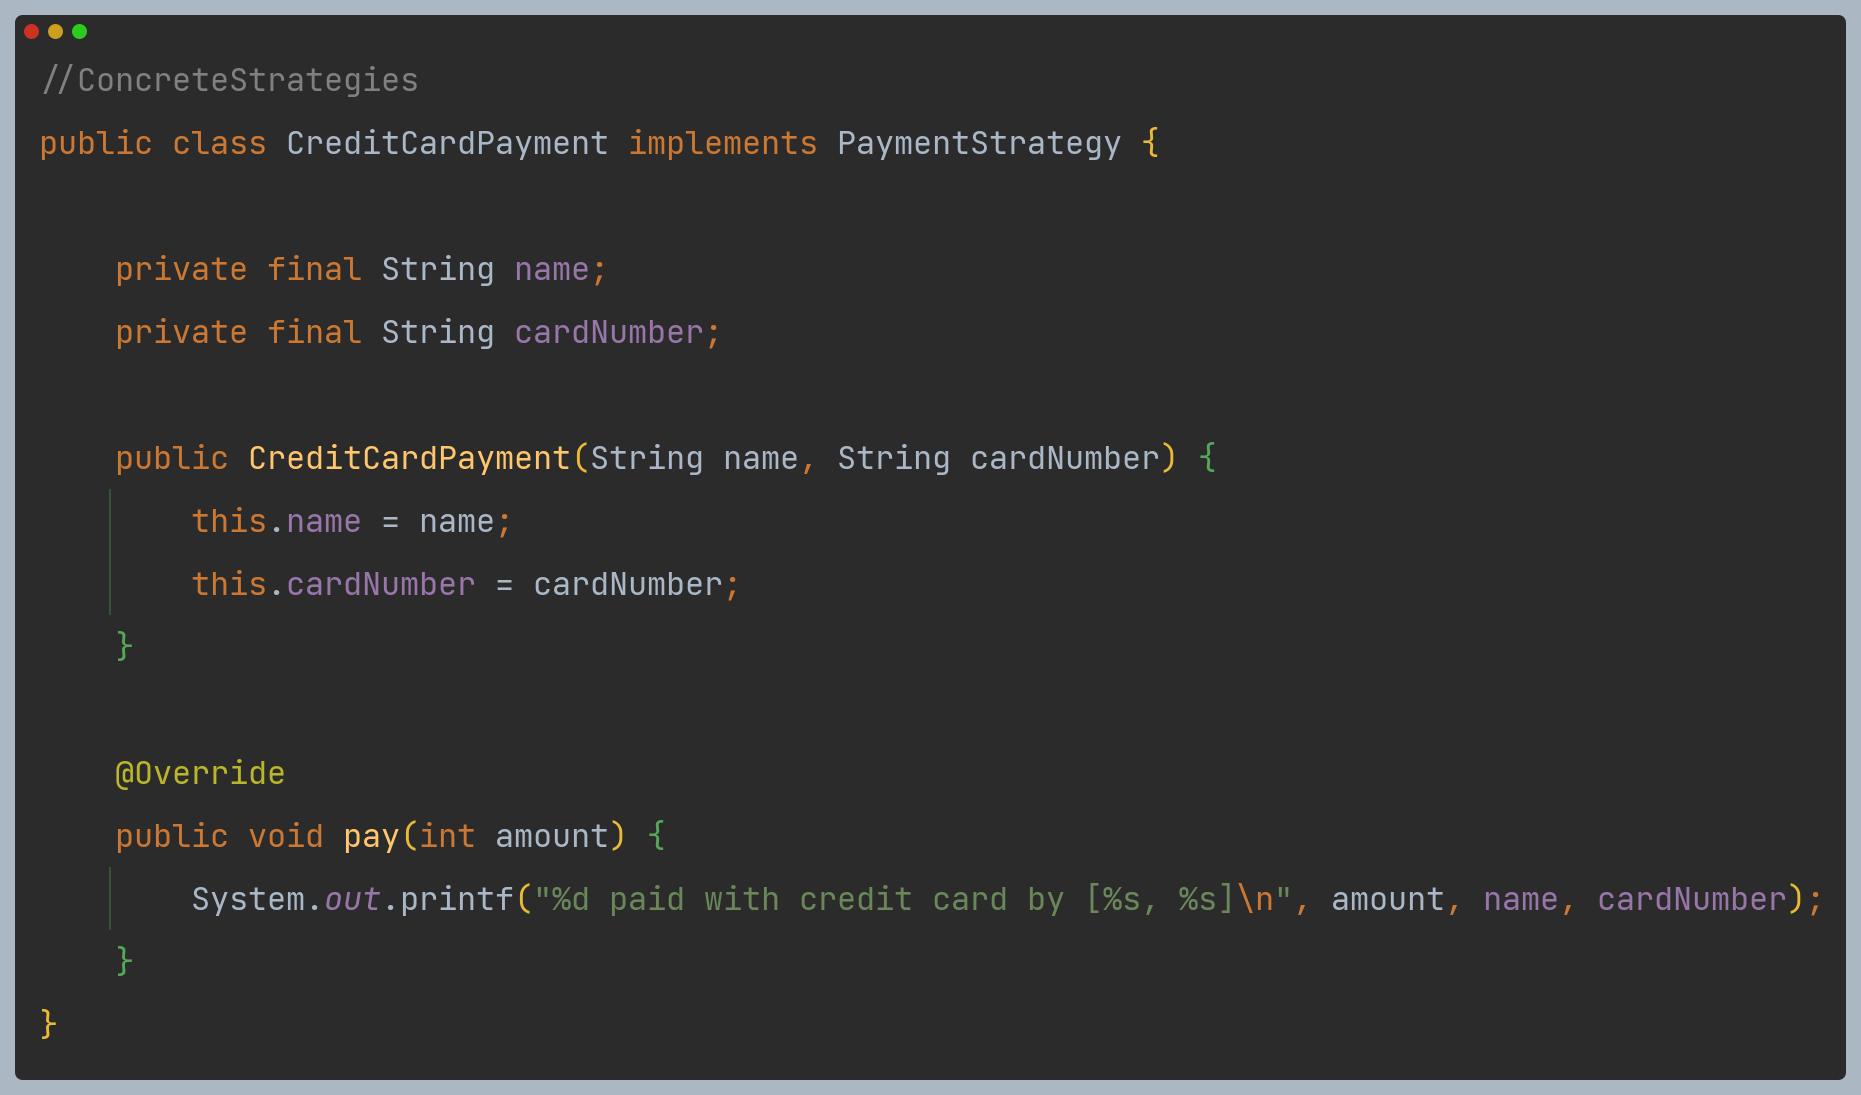 //ConcreteStrategies
public class CreditCardPayment implements PaymentStrategy {
private final String name;
private final String cardNumber;
public CreditCardPayment(String name, String cardNumber) {
this.name = name;
this.cardNumber = cardNumber;
}
@Override
public void pay(int amount) {
System.out.printf("%d paid with credit card by [%s, %s]\n", amount, name, cardNumber);
}
}